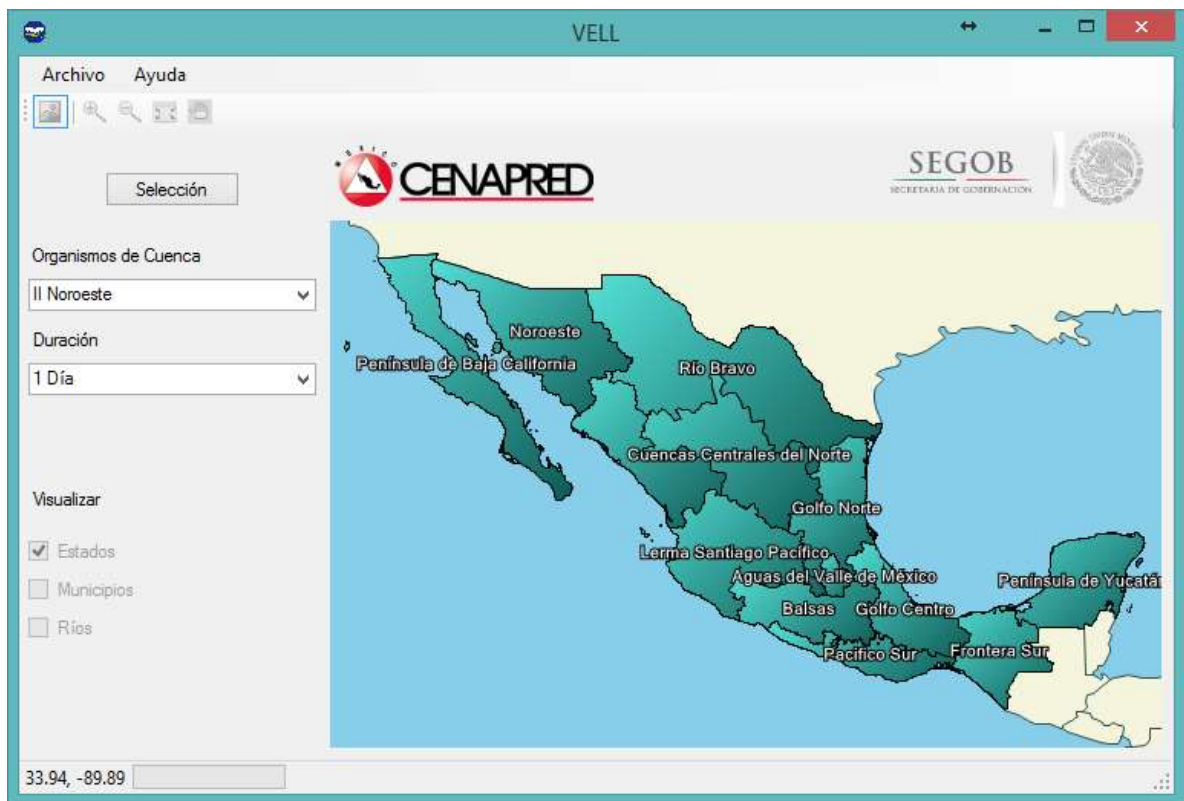 VELL
Archivo Ayuda
Selección
MÉXICO
CENAPRED
SEGOB
SECRETARÍA DE GOBERNACIÓN
Organismos de Cuenca
II Noroeste
Duración
1 Día
Visualizar
Estados
Municipios
Ríos
Noroeste
Península de Baja California
Río Bravo
Cuencas Centrales del Norte
Golfo Norte
Lerma Santiago Pacífico
Aguas del Valle de México
Península de Yucatá
Balsas
Golfo Centro
Pacífico Sur
Frontera Sur
33.94, -89.89